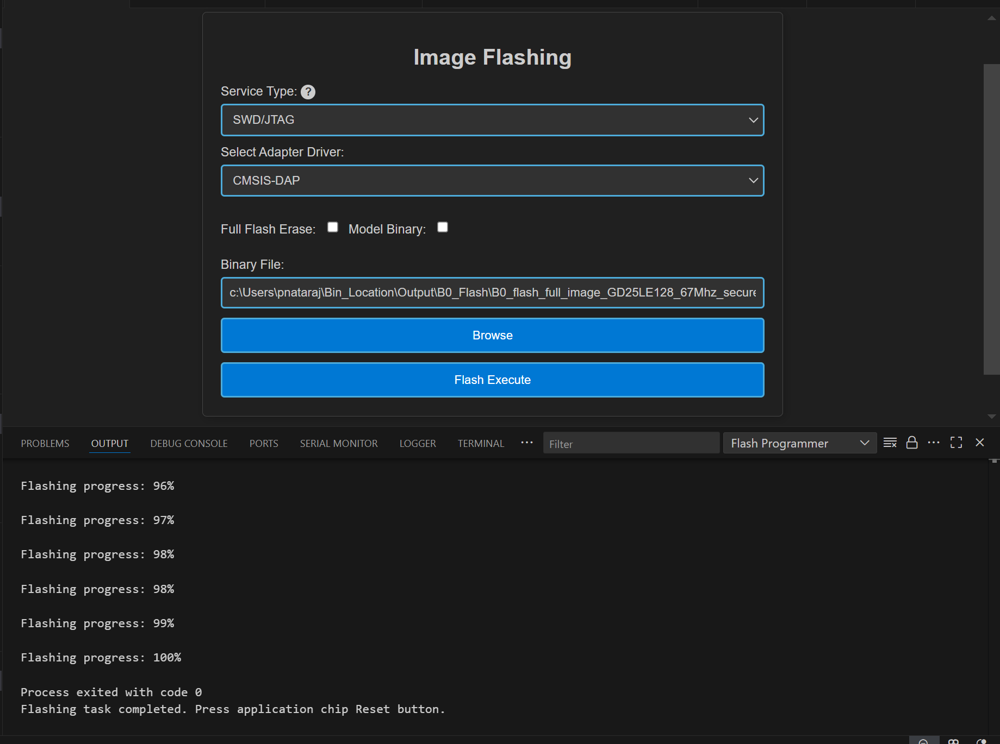 Image Flashing
Service Type: ?
SWD/JTAG
Select Adapter Driver:
CMSIS-DAP
Full Flash Erase: Model Binary:
Binary File:
c:\Users\pnataraj\Bin_Location\Output\B0_Flash\B0_flash_full_image_GD25LE128_67Mhz_secure
Browse
Flash Execute
PROBLEMS OUTPUT DEBUG CONSOLE PORTS SERIAL MONITOR LOGGER TERMINAL ··· Filter Flash Programmer ···
Flashing progress: 96%
Flashing progress: 97%
Flashing progress: 98%
Flashing progress: 98%
Flashing progress: 99%
Flashing progress: 100%
Process exited with code 0
Flashing task completed. Press application chip Reset button.